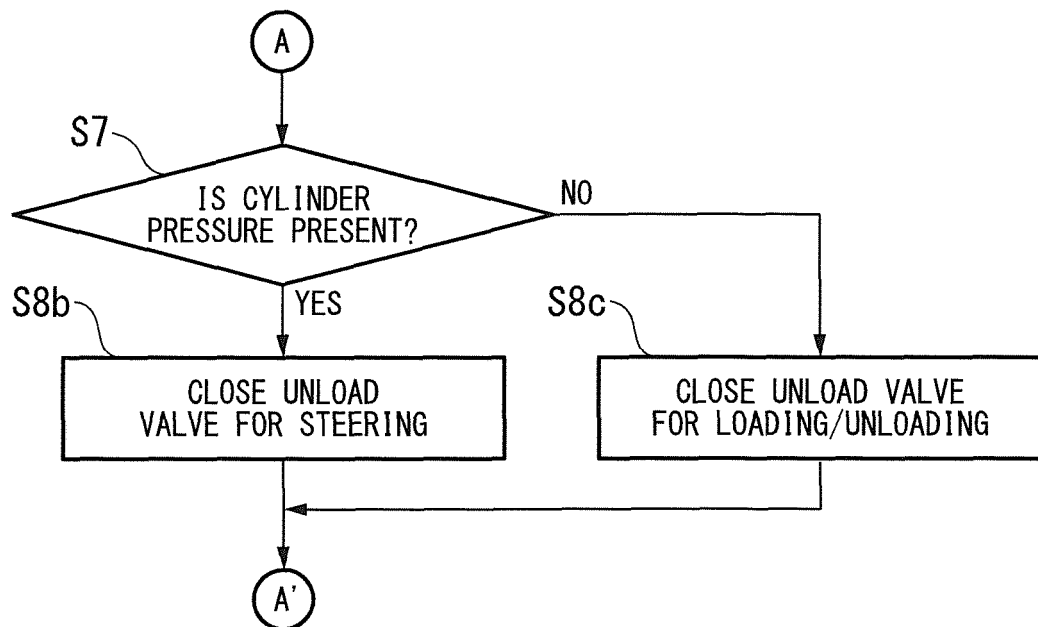 A
S7
IS CYLINDER
PRESSURE PRESENT?
NO
YES
S8b
CLOSE UNLOAD
VALVE FOR STEERING
S8c
CLOSE UNLOAD VALVE
FOR LOADING/UNLOADING
A'